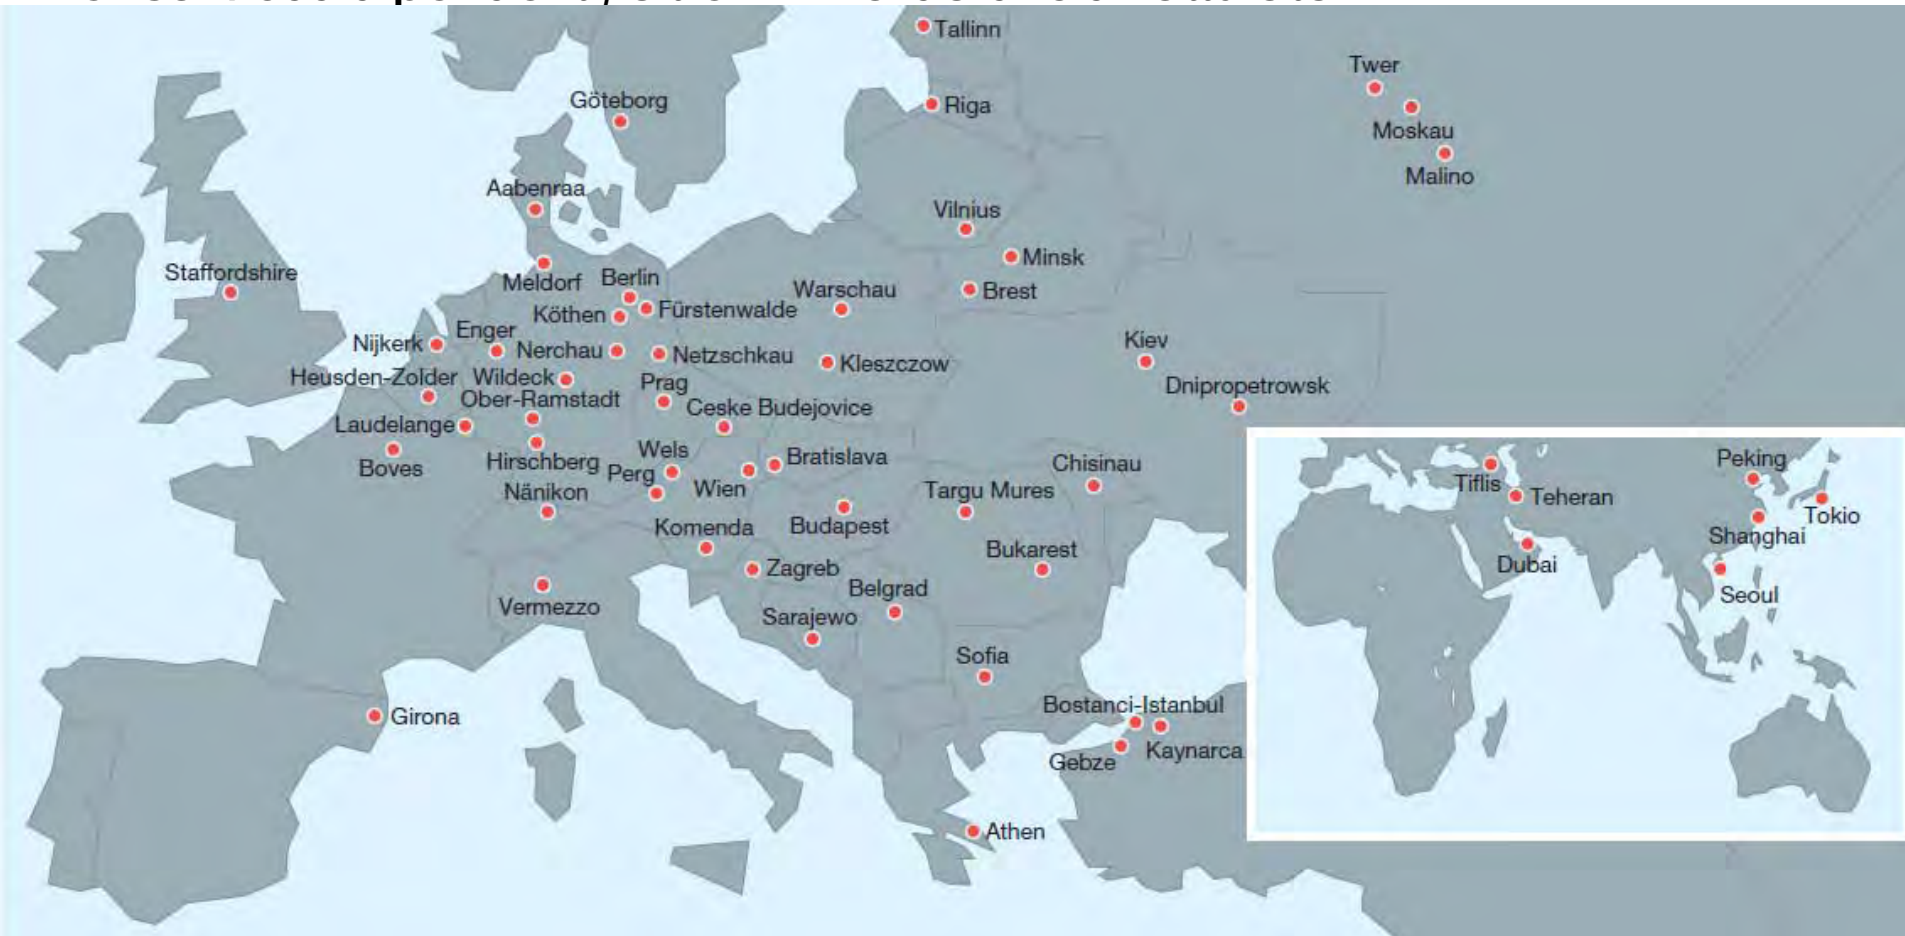 Tallinn
Twer
Göteborg
Riga
Moskau
Malino
Aabenraa
Vilnius
Minsk
Staffordshire
Meldorf
Berlin
Warschau
Brest
Köthen
Fürstenwalde
Enger
Nijkerk
Nerchau
Netzschkau
Kleszczow
Kiev
Heusden-Zolder
Wildeck
Prag
Dnipropetrowsk
Ober-Ramstadt
Ceske Budejovice
Laudelange
Boves
Hirschberg
Wels
Bratislava
Chisinau
Perg
Wien
Nänikon
Targu Mures
Komenda
Budapest
Bukarest
Zagreb
Belgrad
Vermezzo
Sarajewo
Sofia
Girona
Bostanci-Istanbul
Kaynarca
Gebze
Athen
Peking
Tiflis
Teheran
Tokio
Shanghai
Dubai
Seoul